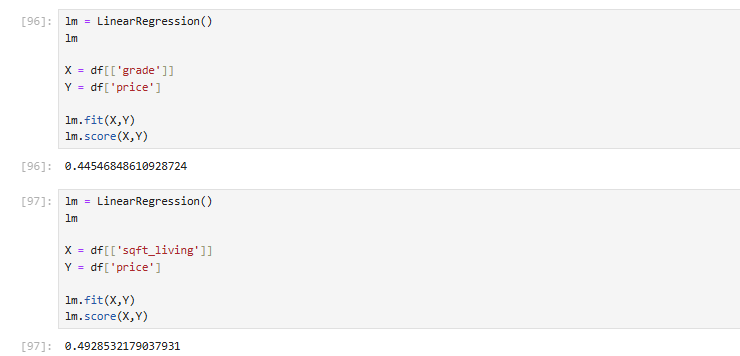 [96]: lm = LinearRegression()
lm
X = df[['grade']]
Y = df['price']
lm.fit(X,Y)
lm.score(X,Y)
[96]: 0.44546848610928724
[97]: lm = LinearRegression()
lm
X = df[['sqft_living']]
Y = df['price']
lm.fit(X,Y)
lm.score(X,Y)
[97]: 0.4928532179037931